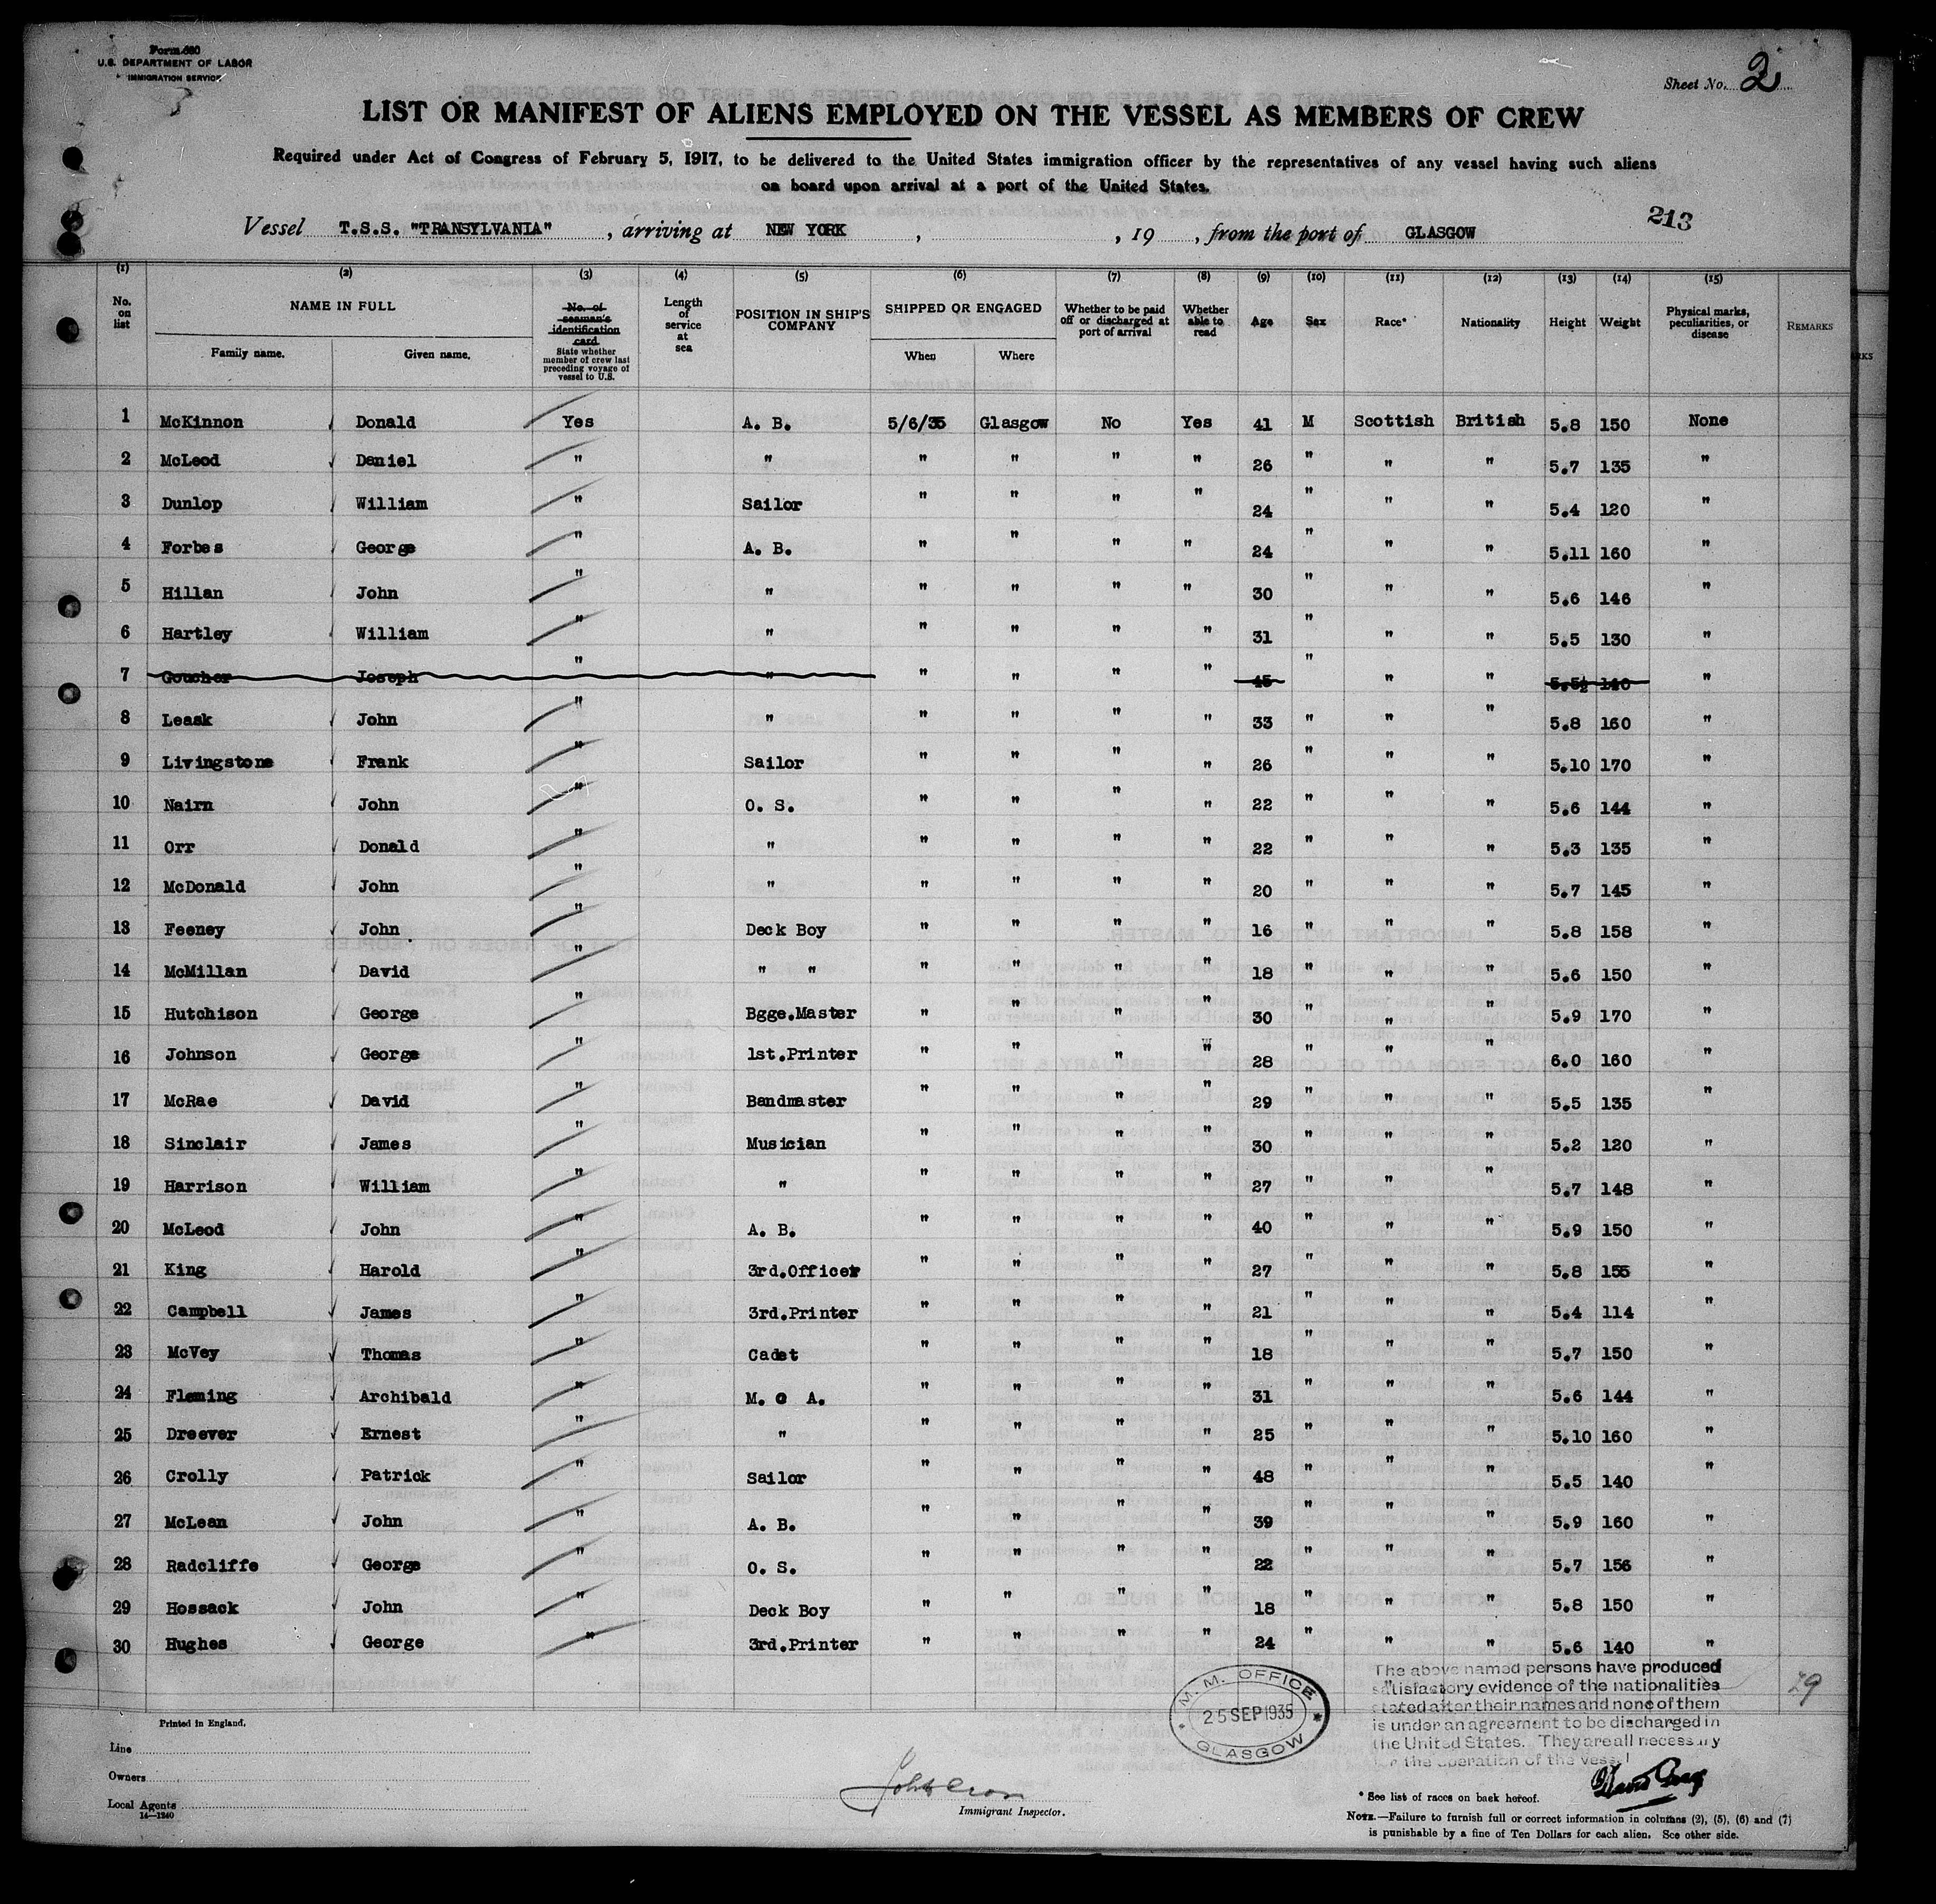 Form 680
U.S. DEPARTMENT OF LABOR
IMMIGRATION SERVICE
Sheet No. 2
LIST OR MANIFEST OF ALIENS EMPLOYED ON THE VESSEL AS MEMBERS OF CREW
Required under Act of Congress of February 5, 1917, to be delivered to the United States immigration officer by the representatives of any vessel having such aliens
on board upon arrival at a port of the United States.
213
Vessel T.S.S. "TRANSYLVANIA", arriving at NEW YORK, , 19 , from the port of GLASGOW
(1) (2) (3) (4) (5) (6) (7) (8) (9) (10) (11) (12) (13) (14) (15)
No. on list NAME IN FULL Family name. Given name. No. of seaman's identification card. State whether member of crew last preceding voyage of vessel to U.S. Length of service at sea POSITION IN SHIP'S COMPANY SHIPPED OR ENGAGED When Where Whether to be paid off or discharged at port of arrival Whether able to read Age Sex Race* Nationality Height Weight Physical marks, peculiarities, or disease REMARKS
1 McKinnon Donald Yes A. B. 5/6/35 Glasgow No Yes 41 M Scottish British 5.8 150 None
2 McLeod Daniel " " " " " " 26 " " " 5.7 135 "
3 Dunlop William " Sailor " " " " 24 " " " 5.4 120 "
4 Forbes George " A. B. " " " " 24 " " " 5.11 160 "
5 Hillan John " " " " " " 30 " " " 5.6 146 "
6 Hartley William " " " " " " 31 " " " 5.5 130 "
7 Goucher Joseph " " " " " " 45 " " " 5.5½ 140 "
8 Leask John " " " " " " 33 " " " 5.8 160 "
9 Livingstone Frank " Sailor " " " " 26 " " " 5.10 170 "
10 Nairn John " O. S. " " " " 22 " " " 5.6 144 "
11 Orr Donald " " " " " " 22 " " " 5.3 135 "
12 McDonald John " " " " " " 20 " " " 5.7 145 "
13 Feeney John " Deck Boy " " " " 16 " " " 5.8 158 "
14 McMillan David " " " " " " " 18 " " " 5.6 150 "
15 Hutchison George " Bgge.Master " " " " 30 " " " 5.9 170 "
16 Johnson George " 1st.Printer " " " " 28 " " " 6.0 160 "
17 McRae David " Bandmaster " " " " 29 " " " 5.5 135 "
18 Sinclair James " Musician " " " " 30 " " " 5.2 120 "
19 Harrison William " " " " " " 27 " " " 5.7 148 "
20 McLeod John " A. B. " " " " 40 " " " 5.9 150 "
21 King Harold " 3rd.Officer " " " " 27 " " " 5.8 155 "
22 Campbell James " 3rd.Printer " " " " 21 " " " 5.4 114 "
23 McVey Thomas " Cadet " " " " 18 " " " 5.7 150 "
24 Fleming Archibald " M. O A. " " " " 31 " " " 5.6 144 "
25 Dreever Ernest " " " " " " 25 " " " 5.10 160 "
26 Crolly Patrick " Sailor " " " " 48 " " " 5.5 140 "
27 McLean John " A. B. " " " " 39 " " " 5.9 160 "
28 Radcliffe George " O. S. " " " " 22 " " " 5.7 156 "
29 Hossack John " Deck Boy " " " " 18 " " " 5.8 150 "
30 Hughes George " 3rd.Printer " " " " 24 " " " 5.6 140 "
29
M. M. OFFICE
25 SEP 1935
GLASGOW
The above named persons have produced
satisfactory evidence of the nationalities
stated after their names and none of them
is under an agreement to be discharged in
the United States. They are all necessary
for the operation of the vessel
Printed in England.
Line
Owners
Local Agents
14—1240
Immigrant Inspector.
* See list of races on back hereof.
NOTE.—Failure to furnish full or correct information in columns (2), (5), (6) and (7)
is punishable by a fine of Ten Dollars for each alien. See other side.